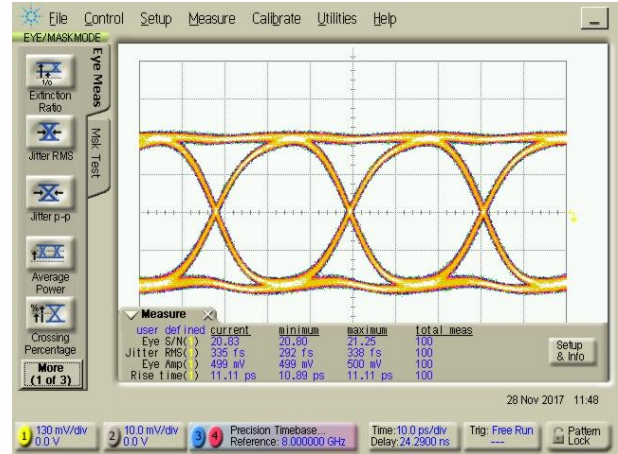 File Control Setup Measure Calibrate Utilities Help
EYE/MASK MODE
Eye Meas
Msk Test
Extinction
Ratio
Jitter RMS
Jitter p-p
Average
Power
Crossing
Percentage
More
(1 of 3)
Measure
user defined current minimum maximum total meas
Eye S/N(1) 20.83 20.80 21.25 100
Jitter RMS(1) 335 fs 292 fs 338 fs 100
Eye Amp(1) 499 mV 499 mV 500 mV 100
Rise time(1) 11.11 ps 10.89 ps 11.11 ps 100
Setup
& Info
28 Nov 2017 11:48
1 130 mV/div
0.0 V
2 10.0 mV/div
0.0 V
3 4 Precision Timebase...
Reference: 8.000000 GHz
Time:10.0 ps/div
Delay:24.2900 ns
Trig: Free Run
---
Pattern
Lock